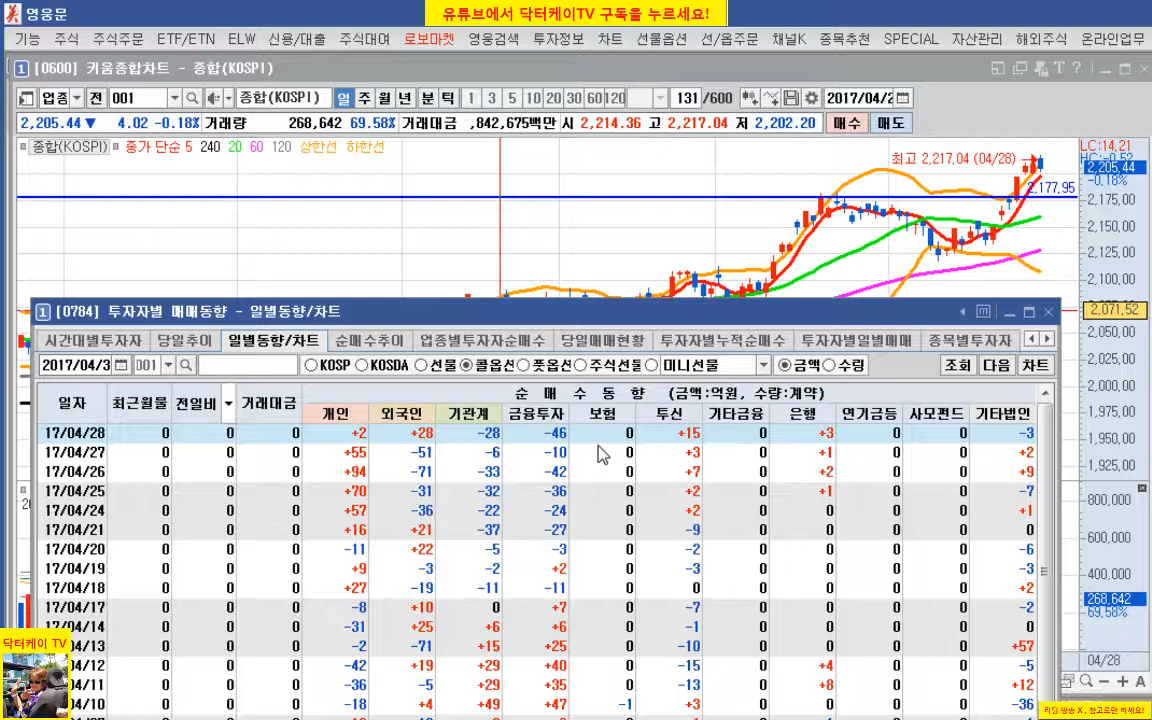 영웅문
유튜브에서 닥터케이TV 구독을 누르세요!
기능 주식 주식주문 ETF/ETN ELW 신용/대출 주식대여 로보마켓 영웅검색 투자정보 차트 선물옵션 선/옵주문 채널K 종목추천 SPECIAL 자산관리 해외주식 온라인업무
1 [0600] 키움종합차트 - 종합(KOSPI)
업종 전 001 종합(KOSPI) 일 주 월 년 분 틱 1 3 5 10 20 30 60 120 131 /600 2017/04/2
2,205.44 ▼ 4.02 -0.18% 거래량 268,642 69.58% 거래대금 ,842,675백만 시 2,214.36 고 2,217.04 저 2,202.20 매수 매도
종합(KOSPI) 종가 단순 5 240 20 60 120 상한선 하한선
LC:14.21
HC:-0.52
최고 2,217.04 (04/28)
2,205.44
-0.18%
2,177.95
2,175.00
2,150.00
2,125.00
2,100.00
2,071.52
2,050.00
2,025.00
2,000.00
1,975.00
1,950.00
1,925.00
800,000
600,000
400,000
268,642
69.58%
04/28
1 [0784] 투자자별 매매동향 - 일별동향/차트
시간대별투자자 당일추이 일별동향/차트 순매수추이 업종별투자자순매수 당일매매현황 투자자별누적순매수 투자자별일별매매 종목별투자자
2017/04/3 001 KOSP KOSDA 선물 콜옵션 풋옵션 주식선물 미니선물 금액 수량 조회 다음 차트
일자 최근월물 전일비 거래대금 순 매 수 동 향 (금액:억원, 수량:계약)
개인 외국인 기관계 금융투자 보험 투신 기타금융 은행 연기금등 사모펀드 기타법인
17/04/28 0 0 0 +2 +28 -28 -46 0 +15 0 +3 0 0 -3
17/04/27 0 0 0 +55 -51 -6 -10 0 +3 0 +1 0 0 +2
17/04/26 0 0 0 +94 -71 -33 -42 0 +7 0 +2 0 0 +9
17/04/25 0 0 0 +70 -31 -32 -36 0 +2 0 +1 0 0 -7
17/04/24 0 0 0 +57 -36 -22 -24 0 +2 0 0 0 0 +1
17/04/21 0 0 0 +16 +21 -37 -27 0 -9 0 0 0 0 0
17/04/20 0 0 0 -11 +22 -5 -3 0 -2 0 0 0 0 -6
17/04/19 0 0 0 +9 -3 -2 +2 0 -3 0 0 0 0 -3
17/04/18 0 0 0 +27 -19 -11 -11 0 0 0 0 0 0 +2
17/04/17 0 0 0 -8 +10 0 +7 0 -7 0 0 0 0 -2
17/04/14 0 0 0 -31 +25 +6 +6 0 -1 0 0 0 0 0
04/13 0 0 0 -2 -71 +15 +25 0 -10 0 0 0 0 +57
04/12 0 0 0 -42 +19 +29 +40 0 -15 0 +4 0 0 -5
04/11 0 0 0 -36 -5 +29 +35 0 -13 0 +8 0 0 +12
04/10 0 0 0 -18 +4 +49 +47 -1 +3 0 0 0 0 -36
닥터케이 TV
리딩 방송 X, 참고로만 하세요!